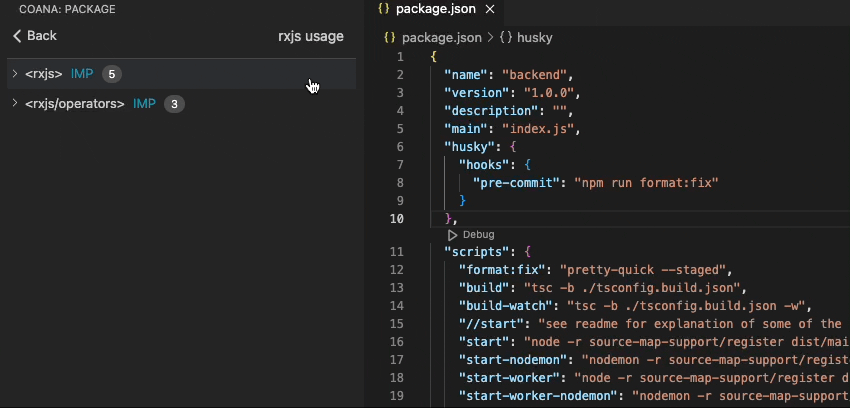 COANA: PACKAGE
Back
rxjs usage
<rxjs> IMP 5
<rxjs/operators> IMP 3
{} package.json ×
{} package.json > {} husky
1 {
2 "name": "backend",
3 "version": "1.0.0",
4 "description": "",
5 "main": "index.js",
6 "husky": {
7 "hooks": {
8 "pre-commit": "npm run format:fix"
9 }
10 },
Debug
11 "scripts": {
12 "format:fix": "pretty-quick --staged",
13 "build": "tsc -b ./tsconfig.build.json",
14 "build-watch": "tsc -b ./tsconfig.build.json -w",
15 "//start": "see readme for explanation of some of the
16 "start": "node -r source-map-support/register dist/mai
17 "start-nodemon": "nodemon -r source-map-support/regist
18 "start-worker": "node -r source-map-support/register d
19 "start-worker-nodemon": "nodemon -r source-map-support